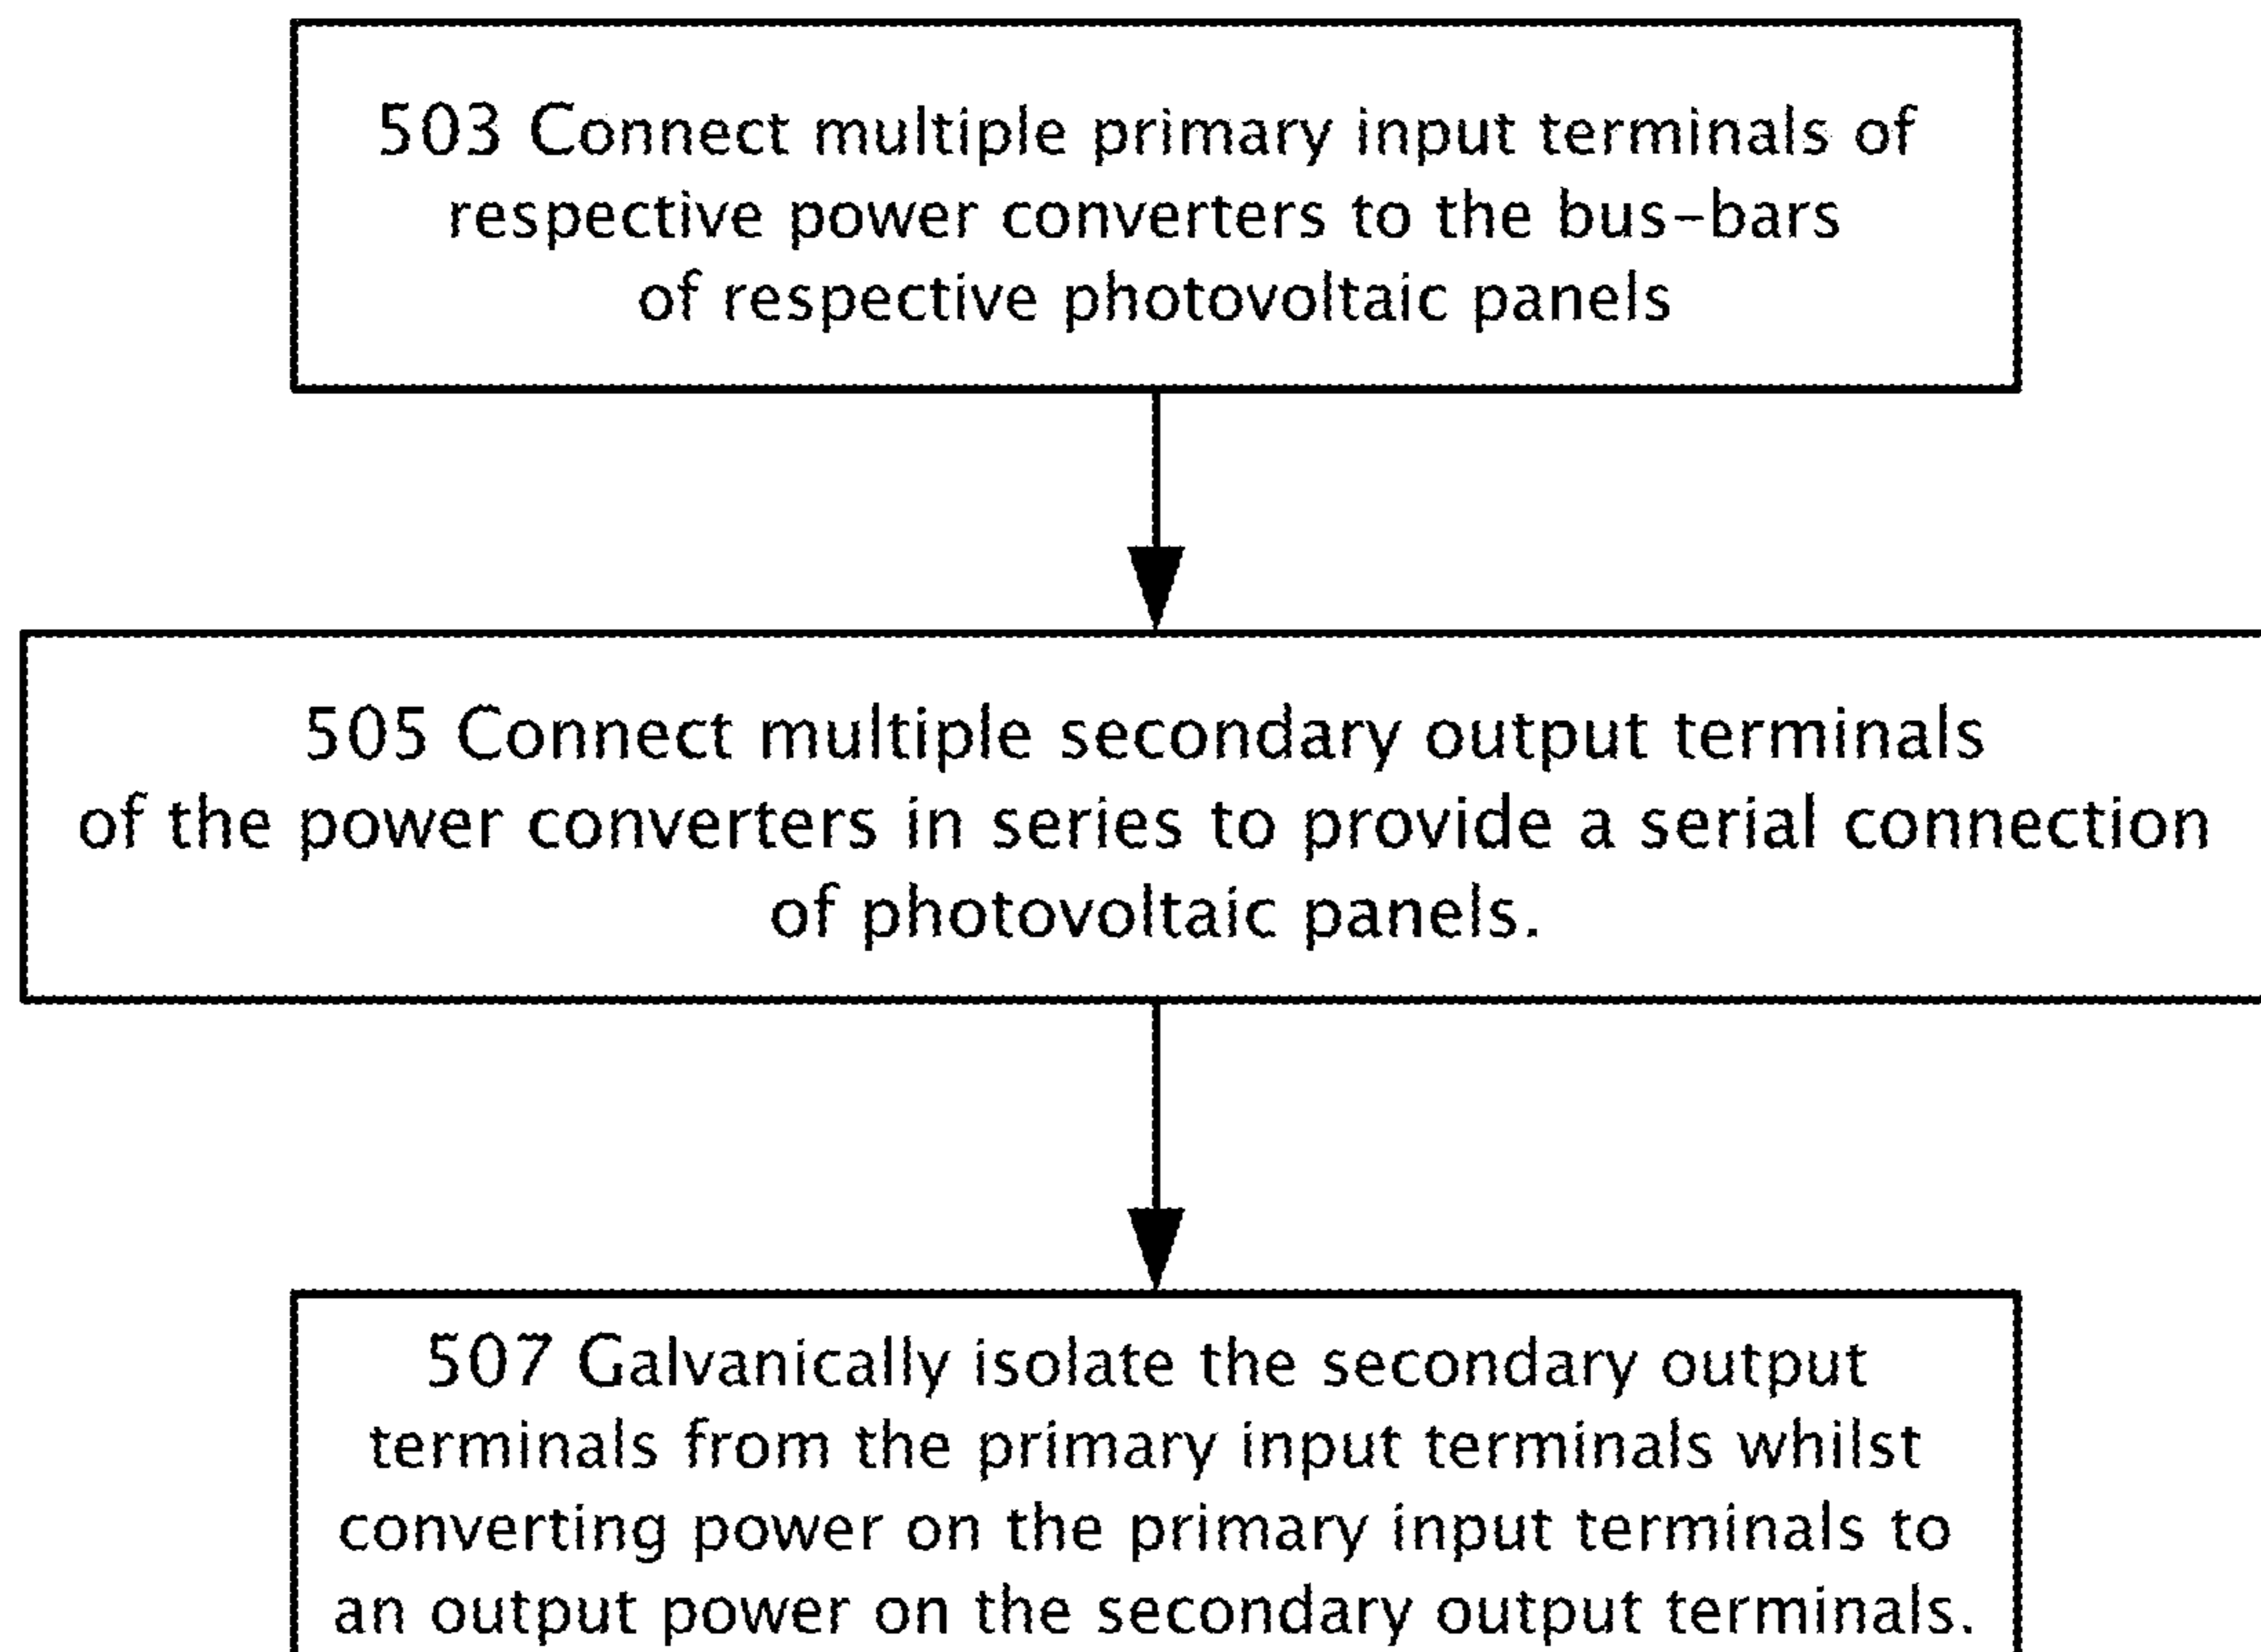 503 Connect multiple primary input terminals of
respective power converters to the bus-bars
of respective photovoltaic panels
505 Connect multiple secondary output terminals
of the power converters in series to provide a serial connection
of photovoltaic panels.
507 Galvanically isolate the secondary output
terminals from the primary input terminals whilst
converting power on the primary input terminals to
an output power on the secondary output terminals.